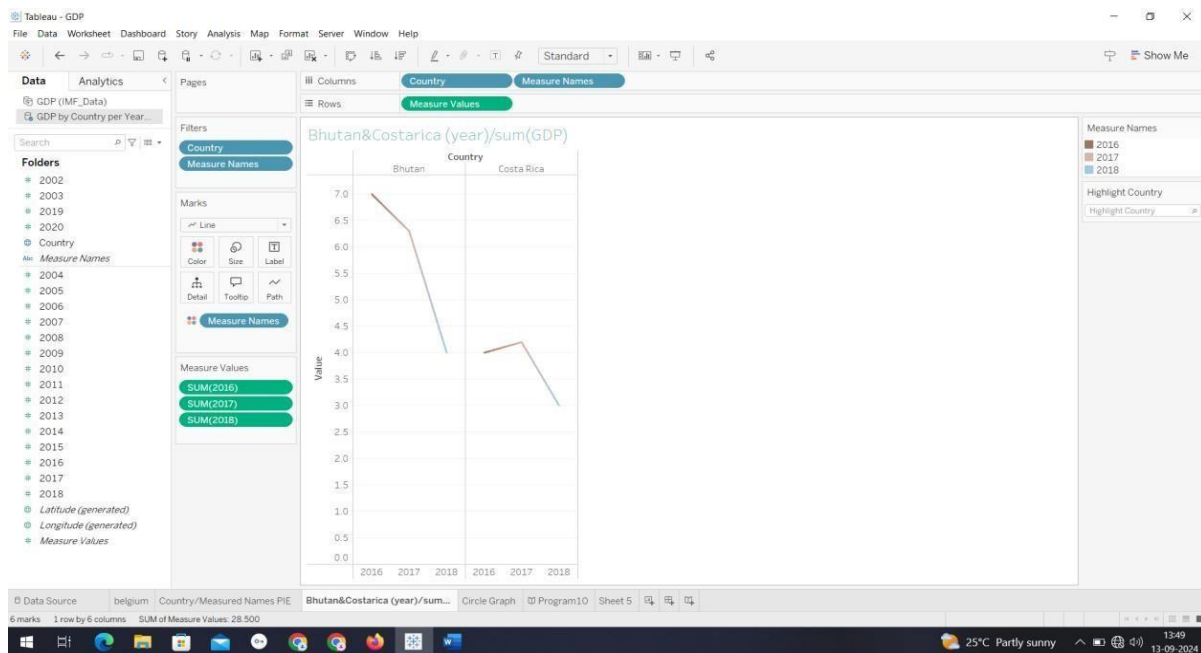 Tableau - GDP
File Data Worksheet Dashboard Story Analysis Map Format Server Window Help
Standard
Show Me
Data Analytics
GDP (IMF_Data)
GDP by Country per Year...
Search
Folders
2002
2003
2019
2020
Country
Abc Measure Names
2004
2005
2006
2007
2008
2009
2010
2011
2012
2013
2014
2015
2016
2017
2018
Latitude (generated)
Longitude (generated)
Measure Values
Pages
Filters
Country
Measure Names
Marks
Line
Color Size Label
Detail Tooltip Path
Measure Names
Measure Values
SUM(2016)
SUM(2017)
SUM(2018)
Columns Country Measure Names
Rows Measure Values
Bhutan&Costarica (year)/sum(GDP)
Country
Bhutan Costa Rica
Value
7.0
6.5
6.0
5.5
5.0
4.5
4.0
3.5
3.0
2.5
2.0
1.5
1.0
0.5
0.0
2016 2017 2018 2016 2017 2018
Measure Names
2016
2017
2018
Highlight Country
Highlight Country
Data Source belgium Country/Measured Names PIE Bhutan&Costarica (year)/sum... Circle Graph Program10 Sheet 5
6 marks 1 row by 6 columns SUM of Measure Values: 28.500
25°C Partly sunny
13:49
13-09-2024